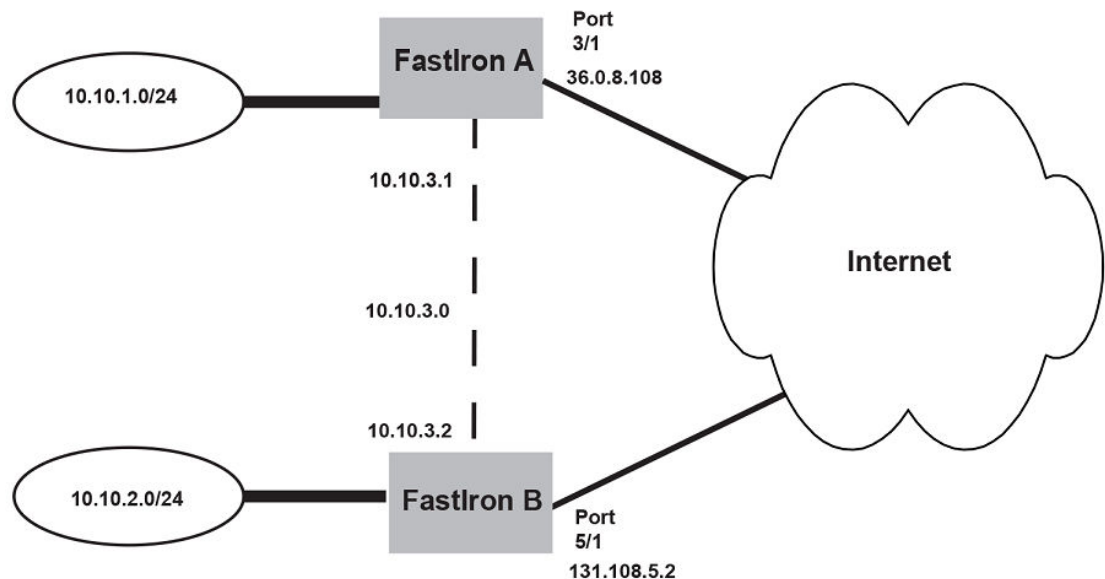 Port
3/1
FastIron A
36.0.8.108
10.10.1.0/24
10.10.3.1
Internet
10.10.3.0
10.10.3.2
10.10.2.0/24
FastIron B
Port
5/1
131.108.5.2